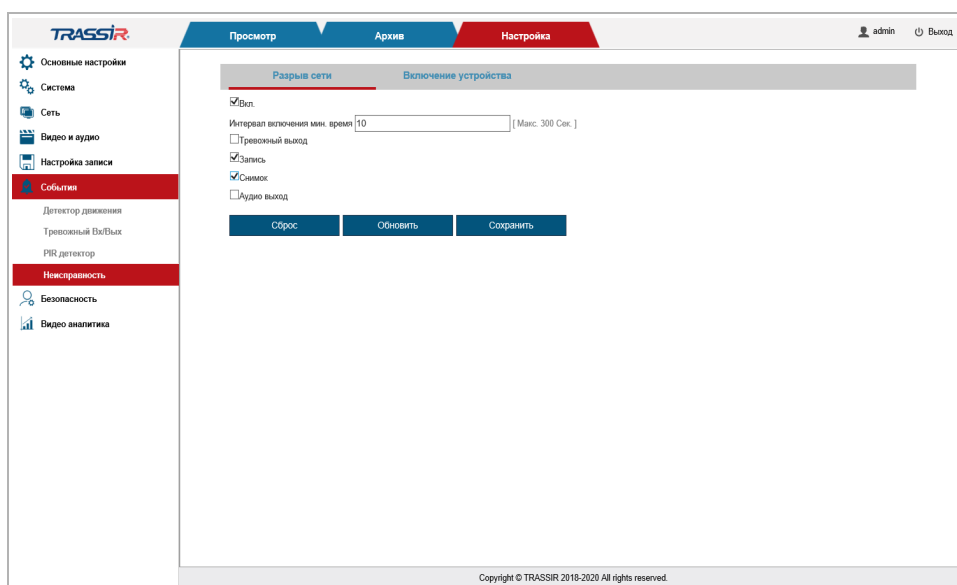 TRASSIR
Просмотр
Архив
Настройка
admin
Выход
Основные настройки
Система
Сеть
Видео и аудио
Настройка записи
События
Детектор движения
Тревожный Вх/Вых
PIR детектор
Неисправность
Безопасность
Видео аналитика
Разрыв сети
Включение устройства
Вкл.
Интервал включения мин. время 10 [ Макс. 300 Сек. ]
Тревожный выход
Запись
Снимок
Аудио выход
Сброс
Обновить
Сохранить
Copyright © TRASSIR 2018-2020 All rights reserved.